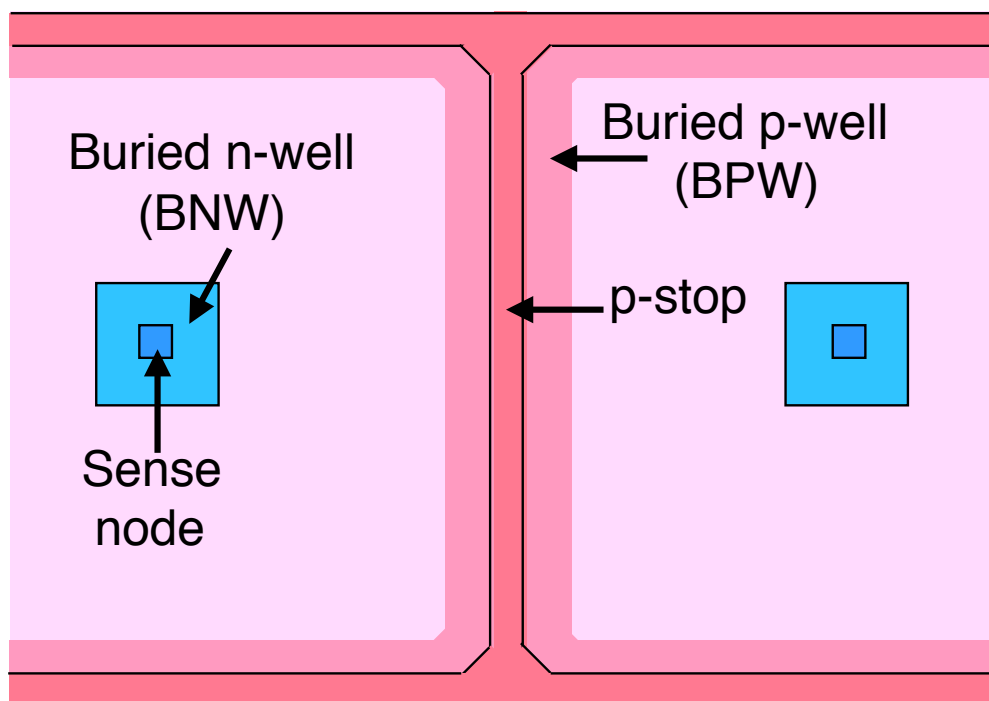 Buried n-well
(BNW)
Buried p-well
(BPW)
p-stop
Sense
node